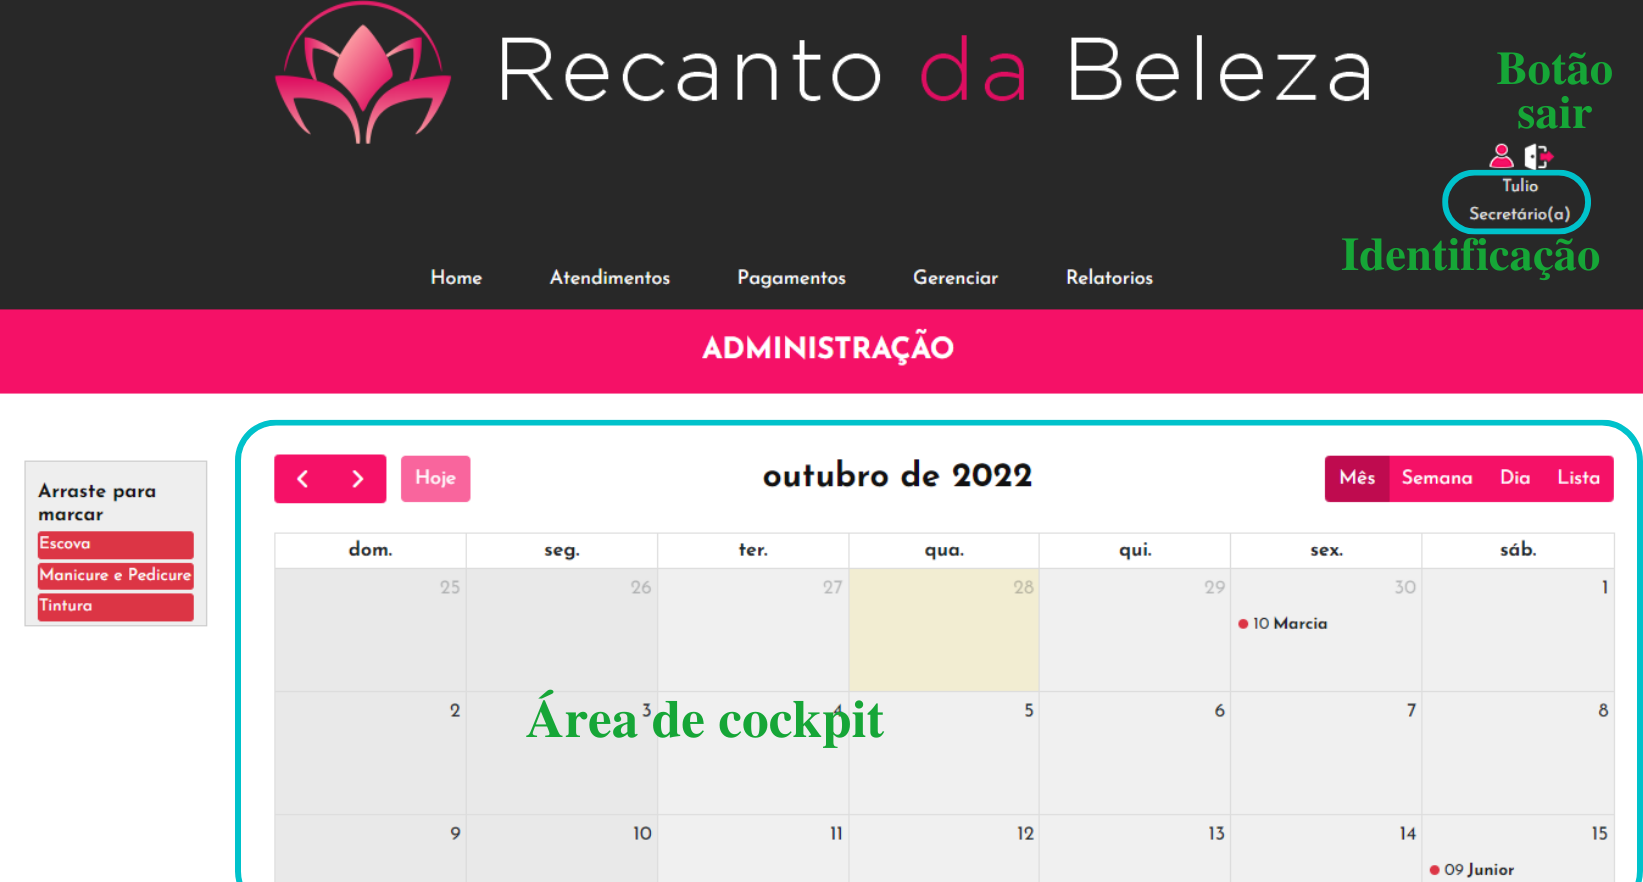 Recanto da Beleza
Botão
sair
Tulio
Secretário(a)
Identificação
Home Atendimentos Pagamentos Gerenciar Relatorios
ADMINISTRAÇÃO
Arraste para
marcar
Escova
Manicure e Pedicure
Tintura
Hoje outubro de 2022 Mês Semana Dia Lista
dom. seg. ter. qua. qui. sex. sáb.
25 26 27 28 29 30 1
10 Marcia
2 3 4 5 6 7 8
Área de cockpit
9 10 11 12 13 14 15
09 Junior